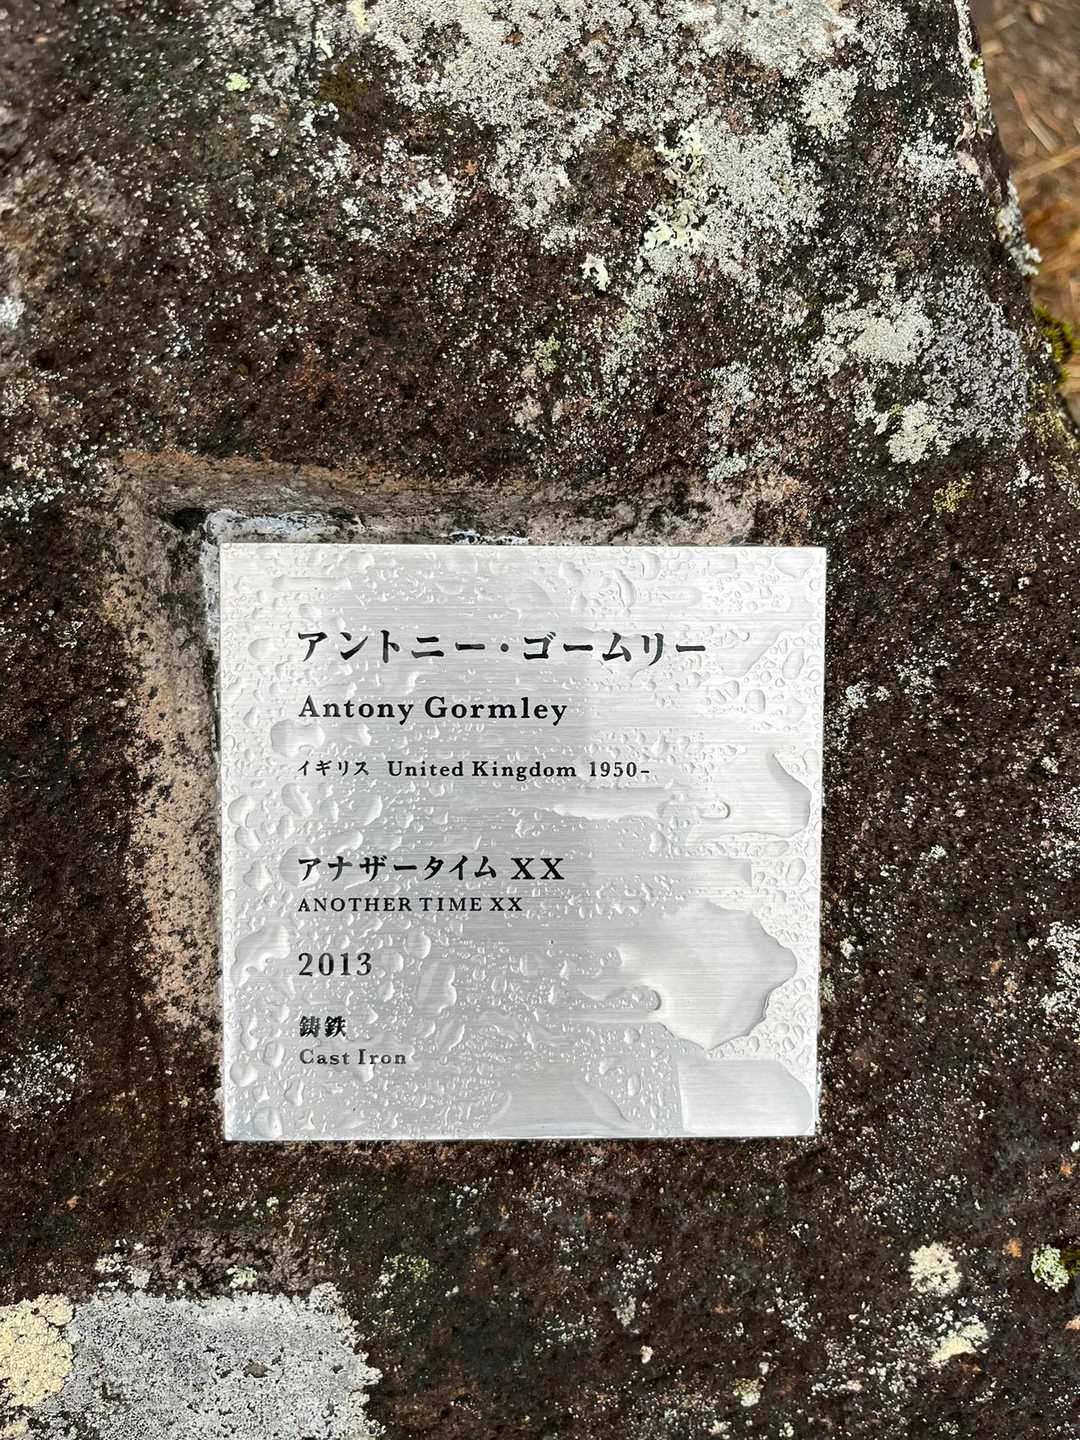 アントニー・ゴームリー
Antony Gormley
イギリス United Kingdom 1950–
アナザータイム XX
ANOTHER TIME XX
2013
鋳鉄
Cast Iron